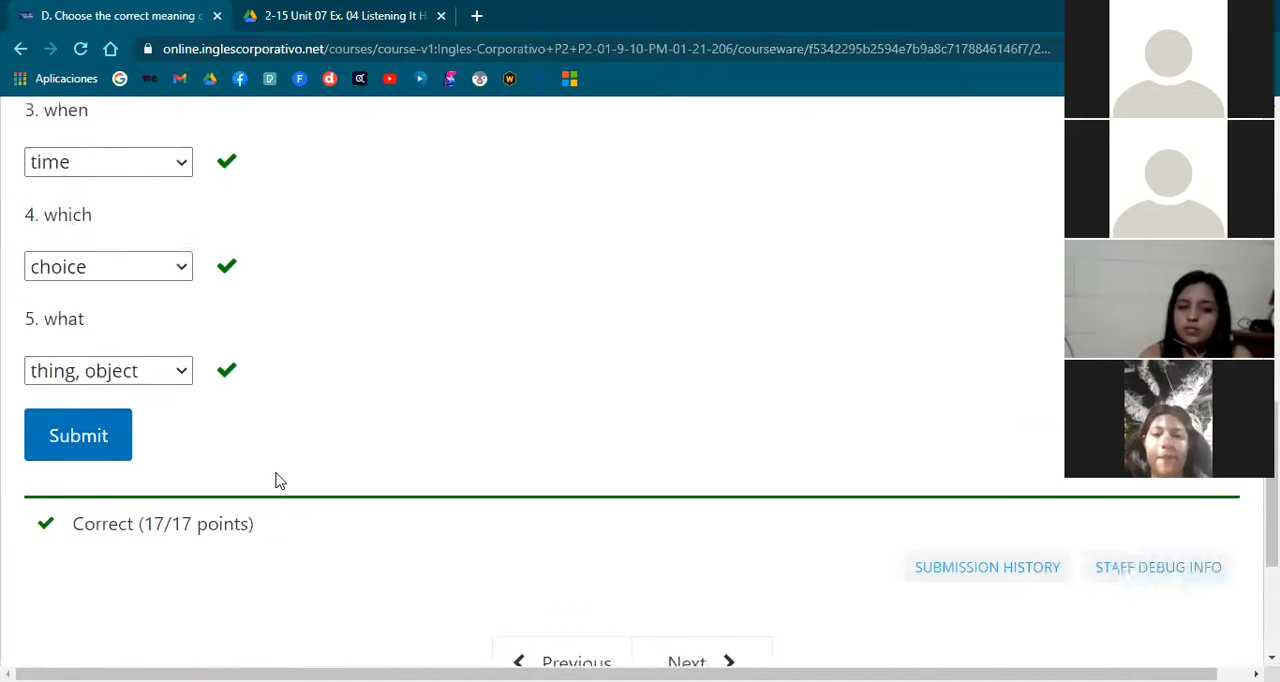 D. Choose the correct meaning c
2-15 Unit 07 Ex. 04 Listening It H
online.inglescorporativo.net/courses/course-v1:Ingles-Corporativo+P2+P2-01-9-10-PM-01-21-206/courseware/f5342295b2594e7b9a8c7178846146f7/2...
Aplicaciones
3. when
time
4. which
choice
5. what
thing, object
Submit
Correct (17/17 points)
SUBMISSION HISTORY
STAFF DEBUG INFO
Previous
Next